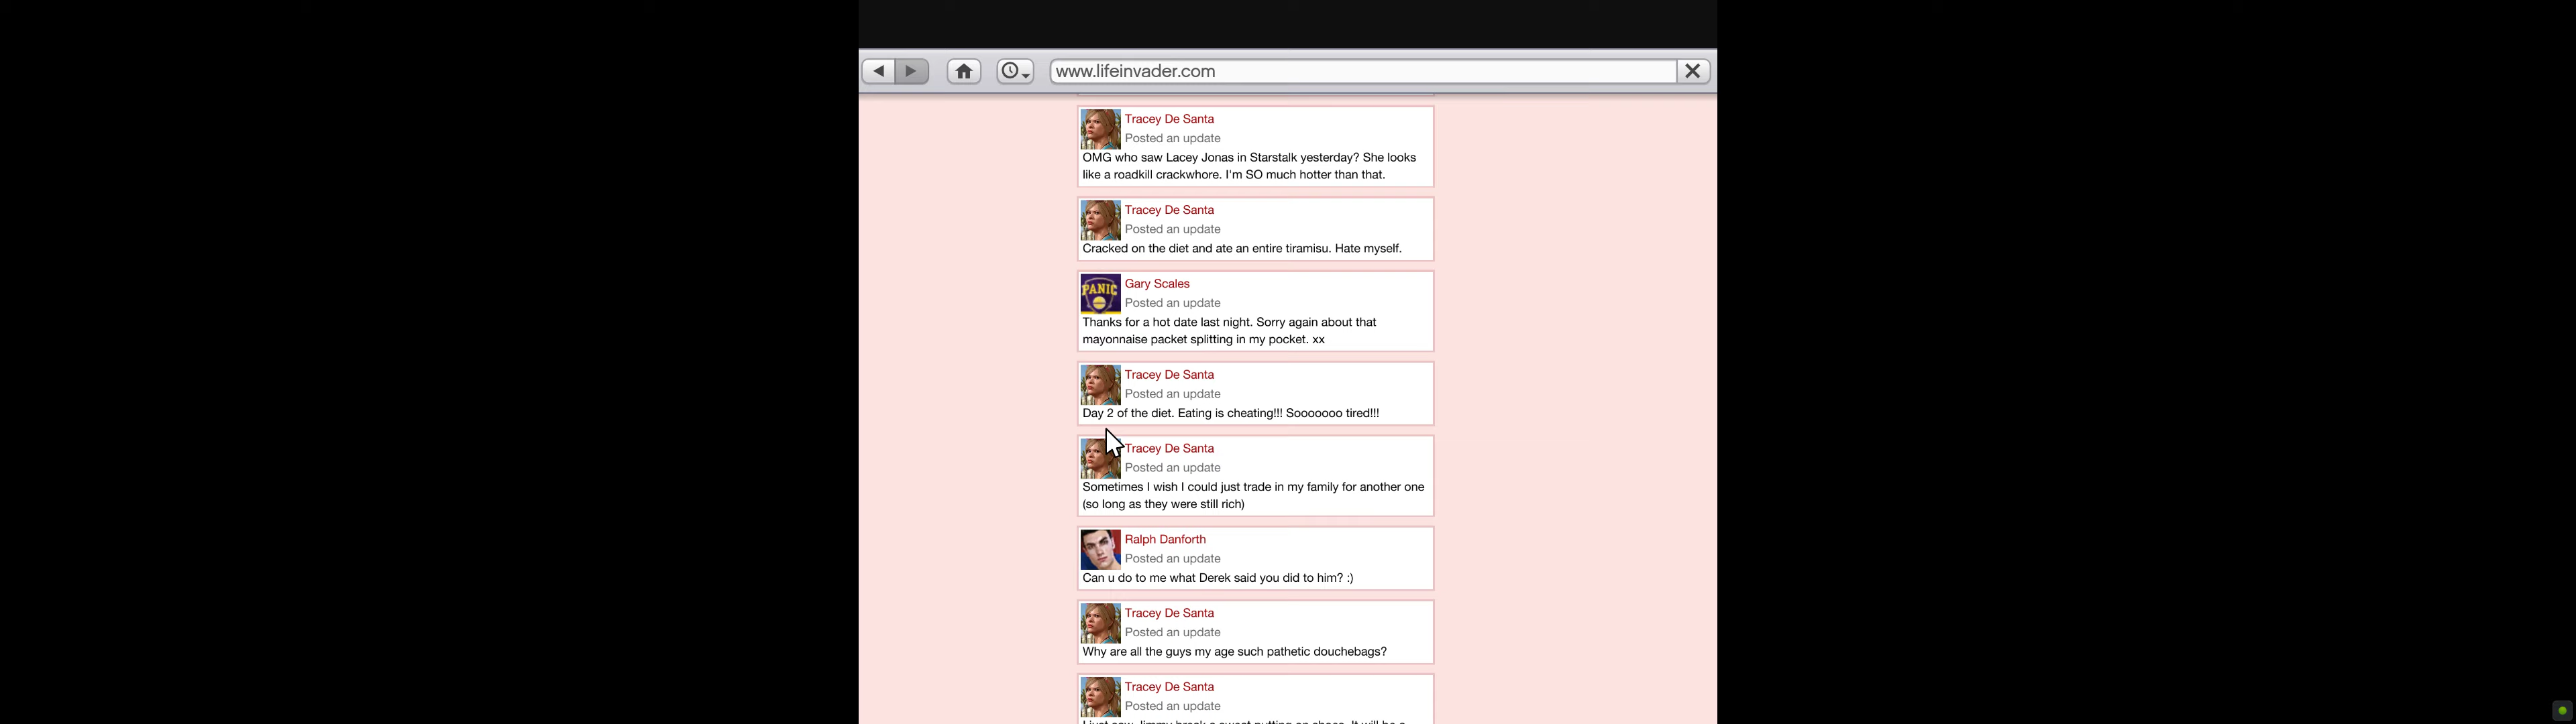 www.lifeinvader.com
Tracey De Santa
Posted an update
OMG who saw Lacey Jonas in Starstalk yesterday? She looks
like a roadkill crackwhore. I'm SO much hotter than that.
Tracey De Santa
Posted an update
Cracked on the diet and ate an entire tiramisu. Hate myself.
PANIC
Gary Scales
Posted an update
Thanks for a hot date last night. Sorry again about that
mayonnaise packet splitting in my pocket. xx
Tracey De Santa
Posted an update
Day 2 of the diet. Eating is cheating!!! Sooooooo tired!!!
Tracey De Santa
Posted an update
Sometimes I wish I could just trade in my family for another one
(so long as they were still rich)
Ralph Danforth
Posted an update
Can u do to me what Derek said you did to him? :)
Tracey De Santa
Posted an update
Why are all the guys my age such pathetic douchebags?
Tracey De Santa
Posted an update